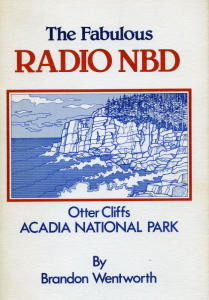 The Fabulous
RADIO NBD
Otter Cliffs
ACADIA NATIONAL PARK
By
Brandon Wentworth